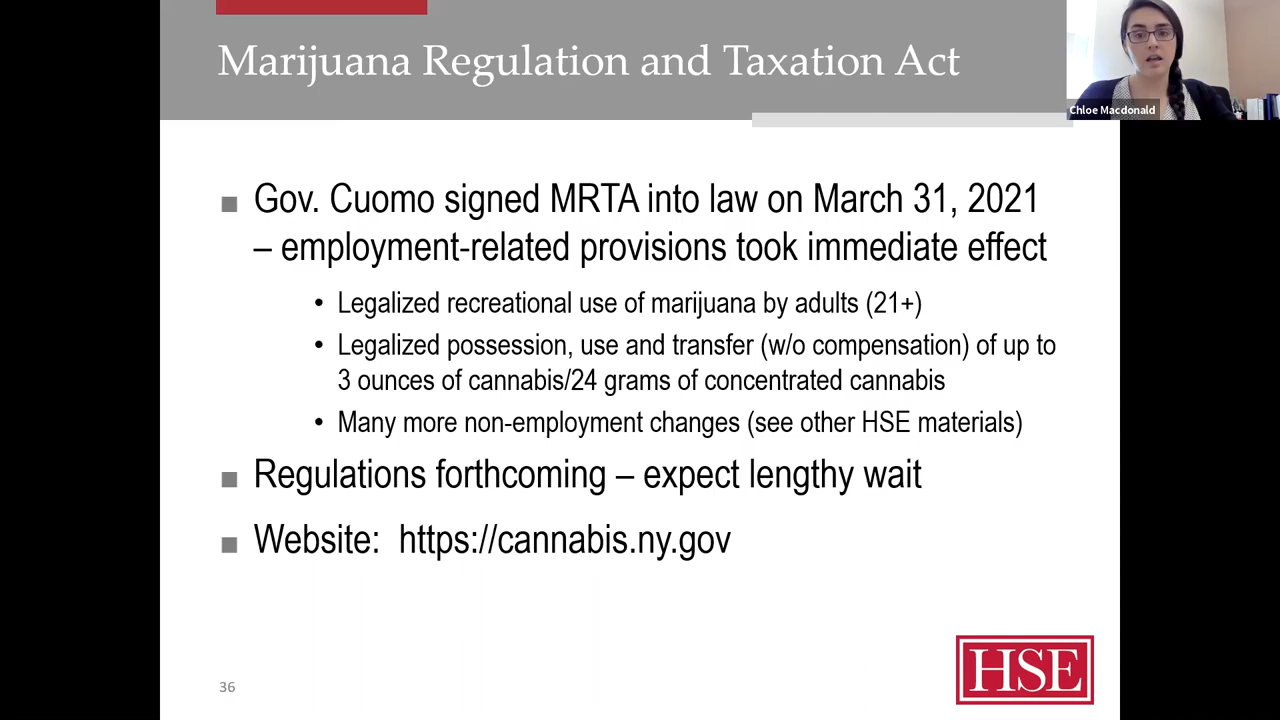 Marijuana Regulation and Taxation Act
Chloe Macdonald
■ Gov. Cuomo signed MRTA into law on March 31, 2021
– employment-related provisions took immediate effect
• Legalized recreational use of marijuana by adults (21+)
• Legalized possession, use and transfer (w/o compensation) of up to
3 ounces of cannabis/24 grams of concentrated cannabis
• Many more non-employment changes (see other HSE materials)
■ Regulations forthcoming – expect lengthy wait
■ Website: https://cannabis.ny.gov
36
HSE